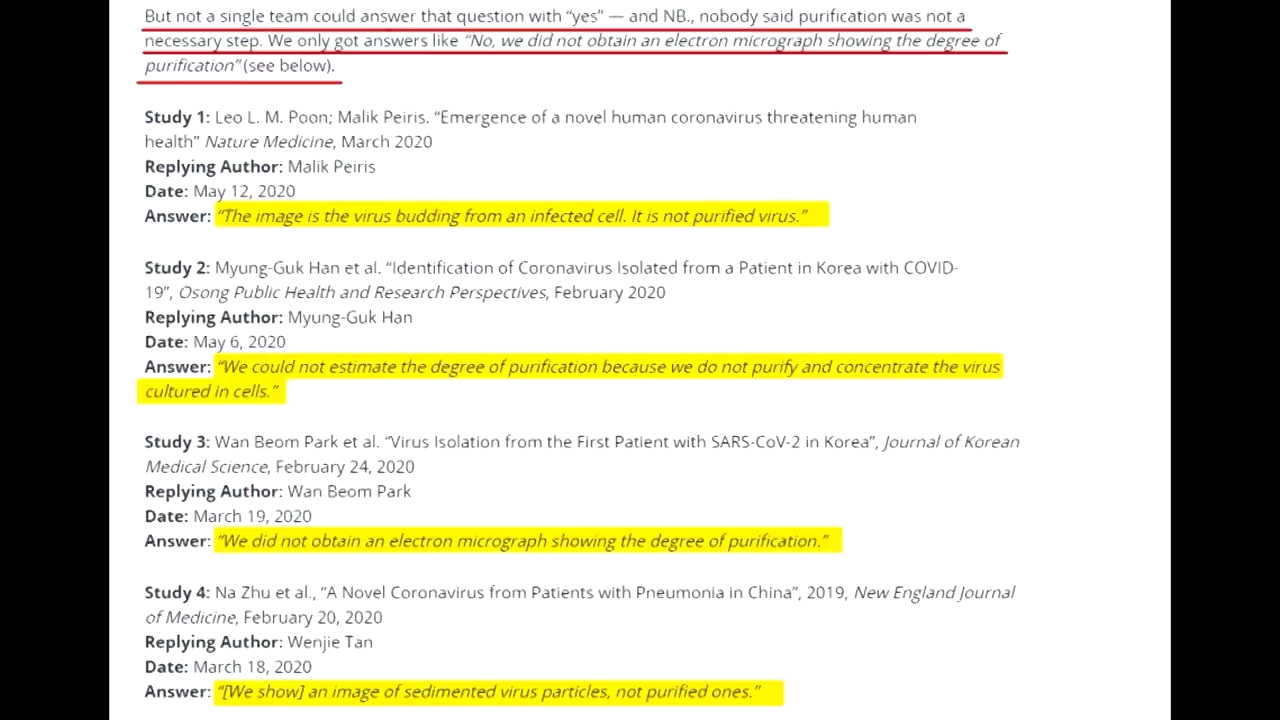 But not a single team could answer that question with “yes” — and NB., nobody said purification was not a
necessary step. We only got answers like “No, we did not obtain an electron micrograph showing the degree of
purification” (see below).
Study 1: Leo L. M. Poon; Malik Peiris. “Emergence of a novel human coronavirus threatening human
health” Nature Medicine, March 2020
Replying Author: Malik Peiris
Date: May 12, 2020
Answer: “The image is the virus budding from an infected cell. It is not purified virus.”
Study 2: Myung-Guk Han et al. “Identification of Coronavirus Isolated from a Patient in Korea with COVID-
19”, Osong Public Health and Research Perspectives, February 2020
Replying Author: Myung-Guk Han
Date: May 6, 2020
Answer: “We could not estimate the degree of purification because we do not purify and concentrate the virus
cultured in cells.”
Study 3: Wan Beom Park et al. “Virus Isolation from the First Patient with SARS-CoV-2 in Korea”, Journal of Korean
Medical Science, February 24, 2020
Replying Author: Wan Beom Park
Date: March 19, 2020
Answer: “We did not obtain an electron micrograph showing the degree of purification.”
Study 4: Na Zhu et al., “A Novel Coronavirus from Patients with Pneumonia in China”, 2019, New England Journal
of Medicine, February 20, 2020
Replying Author: Wenjie Tan
Date: March 18, 2020
Answer: “[We show] an image of sedimented virus particles, not purified ones.”